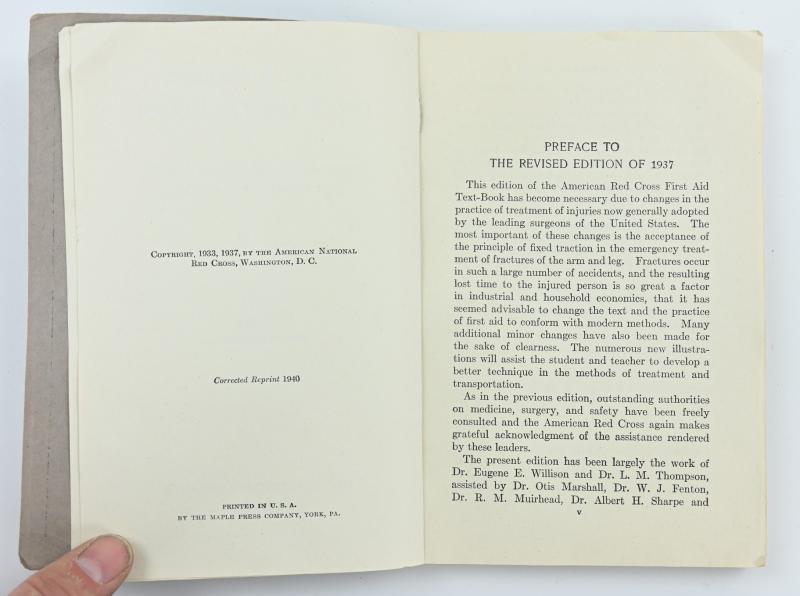 COPYRIGHT, 1933, 1937, BY THE AMERICAN NATIONAL
RED CROSS, WASHINGTON, D. C.
Corrected Reprint 1940
PRINTED IN U. S. A.
BY THE MAPLE PRESS COMPANY, YORK, PA.
PREFACE TO
THE REVISED EDITION OF 1937
This edition of the American Red Cross First Aid
Text-Book has become necessary due to changes in the
practice of treatment of injuries now generally adopted
by the leading surgeons of the United States. The
most important of these changes is the acceptance of
the principle of fixed traction in the emergency treat-
ment of fractures of the arm and leg. Fractures occur
in such a large number of accidents, and the resulting
lost time to the injured person is so great a factor
in industrial and household economics, that it has
seemed advisable to change the text and the practice
of first aid to conform with modern methods. Many
additional minor changes have also been made for
the sake of clearness. The numerous new illustra-
tions will assist the student and teacher to develop a
better technique in the methods of treatment and
transportation.
As in the previous edition, outstanding authorities
on medicine, surgery, and safety have been freely
consulted and the American Red Cross again makes
grateful acknowledgment of the assistance rendered
by these leaders.
The present edition has been largely the work of
Dr. Eugene E. Willison and Dr. L. M. Thompson,
assisted by Dr. Otis Marshall, Dr. W. J. Fenton,
Dr. R. M. Muirhead, Dr. Albert H. Sharpe and
v